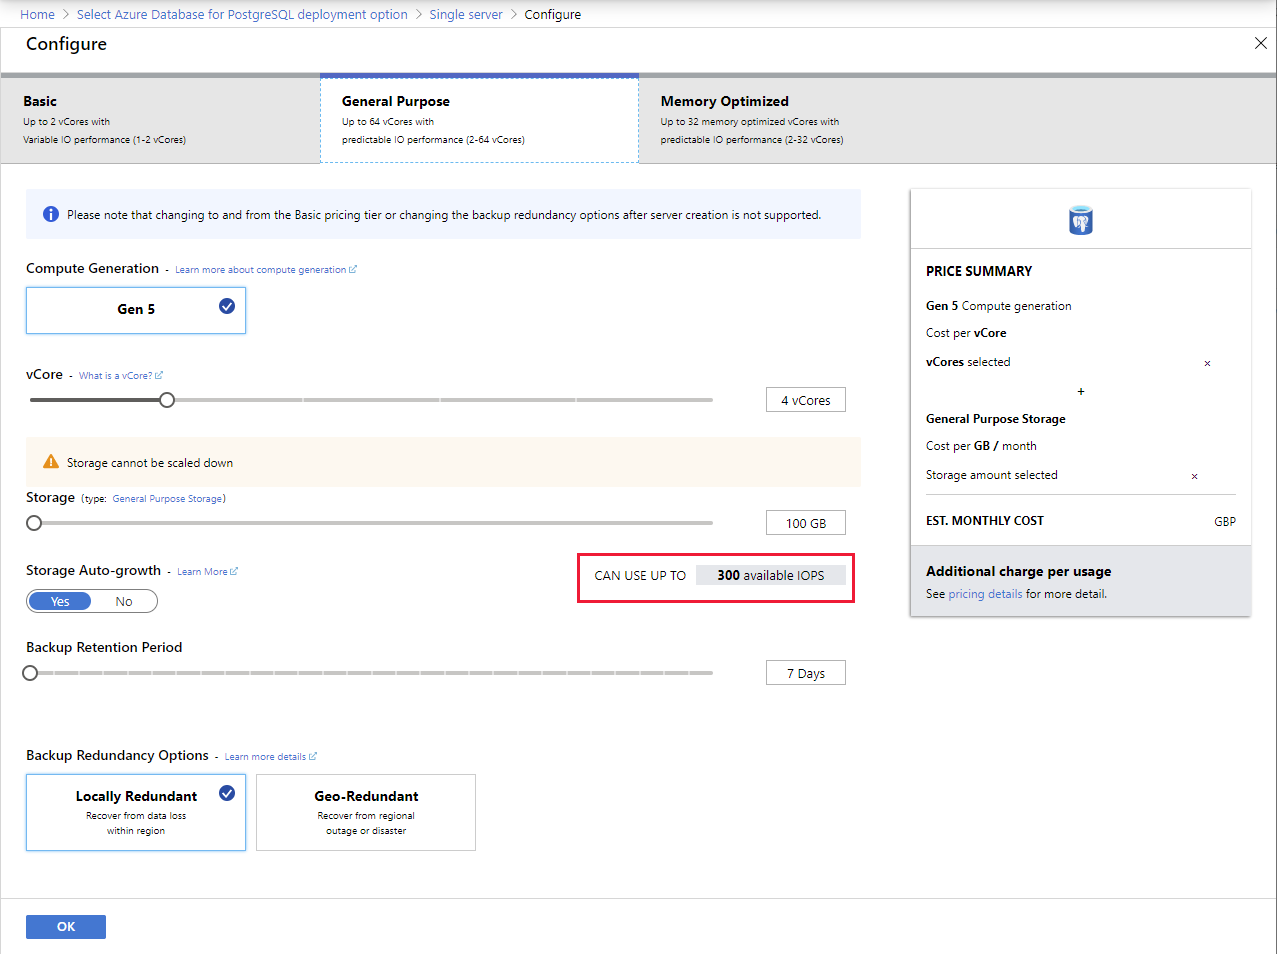 Home > Select Azure Database for PostgreSQL deployment option > Single server > Configure
Configure
Basic
Up to 2 vCores with
Variable IO performance (1-2 vCores)
General Purpose
Up to 64 vCores with
predictable IO performance (2-64 vCores)
Memory Optimized
Up to 32 memory optimized vCores with
predictable IO performance (2-32 vCores)
Please note that changing to and from the Basic pricing tier or changing the backup redundancy options after server creation is not supported.
Compute Generation - Learn more about compute generation
Gen 5
vCore - What is a vCore?
4 vCores
Storage cannot be scaled down
Storage (type: General Purpose Storage)
100 GB
CAN USE UP TO 300 available IOPS
Storage Auto-growth - Learn More
Yes No
Backup Retention Period
7 Days
Backup Redundancy Options - Learn more details
Locally Redundant
Recover from data loss
within region
Geo-Redundant
Recover from regional
outage or disaster
OK
PRICE SUMMARY
Gen 5 Compute generation
Cost per vCore
vCores selected x
+
General Purpose Storage
Cost per GB / month
Storage amount selected x
EST. MONTHLY COST GBP
Additional charge per usage
See pricing details for more detail.